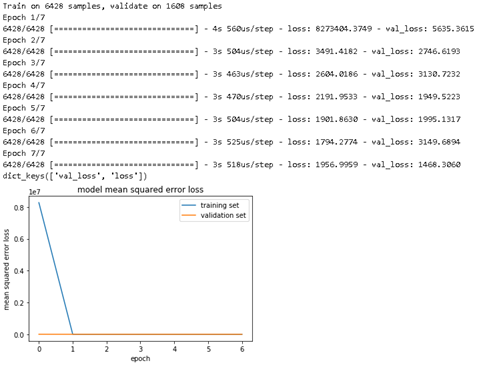 Train on 6428 samples, validate on 1608 samples
Epoch 1/7
6428/6428 [==============================] - 4s 560us/step - loss: 8273404.3749 - val_loss: 5635.3615
Epoch 2/7
6428/6428 [==============================] - 3s 504us/step - loss: 3491.4182 - val_loss: 2746.6193
Epoch 3/7
6428/6428 [==============================] - 3s 463us/step - loss: 2604.0186 - val_loss: 3130.7232
Epoch 4/7
6428/6428 [==============================] - 3s 470us/step - loss: 2191.9533 - val_loss: 1949.5223
Epoch 5/7
6428/6428 [==============================] - 3s 504us/step - loss: 1901.8630 - val_loss: 1995.1317
Epoch 6/7
6428/6428 [==============================] - 3s 525us/step - loss: 1794.2774 - val_loss: 3149.6894
Epoch 7/7
6428/6428 [==============================] - 3s 518us/step - loss: 1956.9959 - val_loss: 1468.3060
dict_keys(['val_loss', 'loss'])
model mean squared error loss
1e7
training set
validation set
0.8
0.6
0.4
0.2
0.0
mean squared error loss
0 1 2 3 4 5 6
epoch